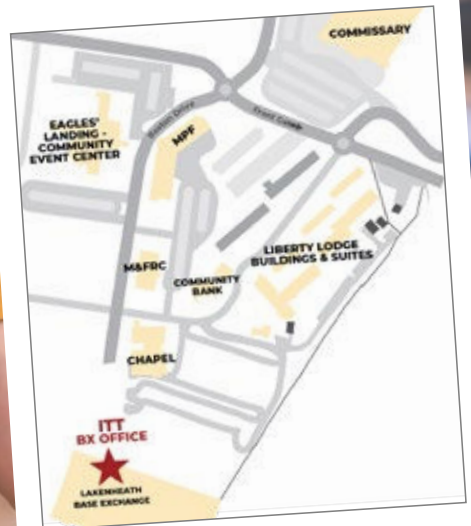 COMMISSARY
EAGLES'
LANDING -
COMMUNITY
EVENT CENTER
MPF
LIBERTY LODGE
BUILDINGS & SUITES
M&FRC
COMMUNITY
BANK
CHAPEL
ITT
BX OFFICE
LAKENHEATH
BASE EXCHANGE